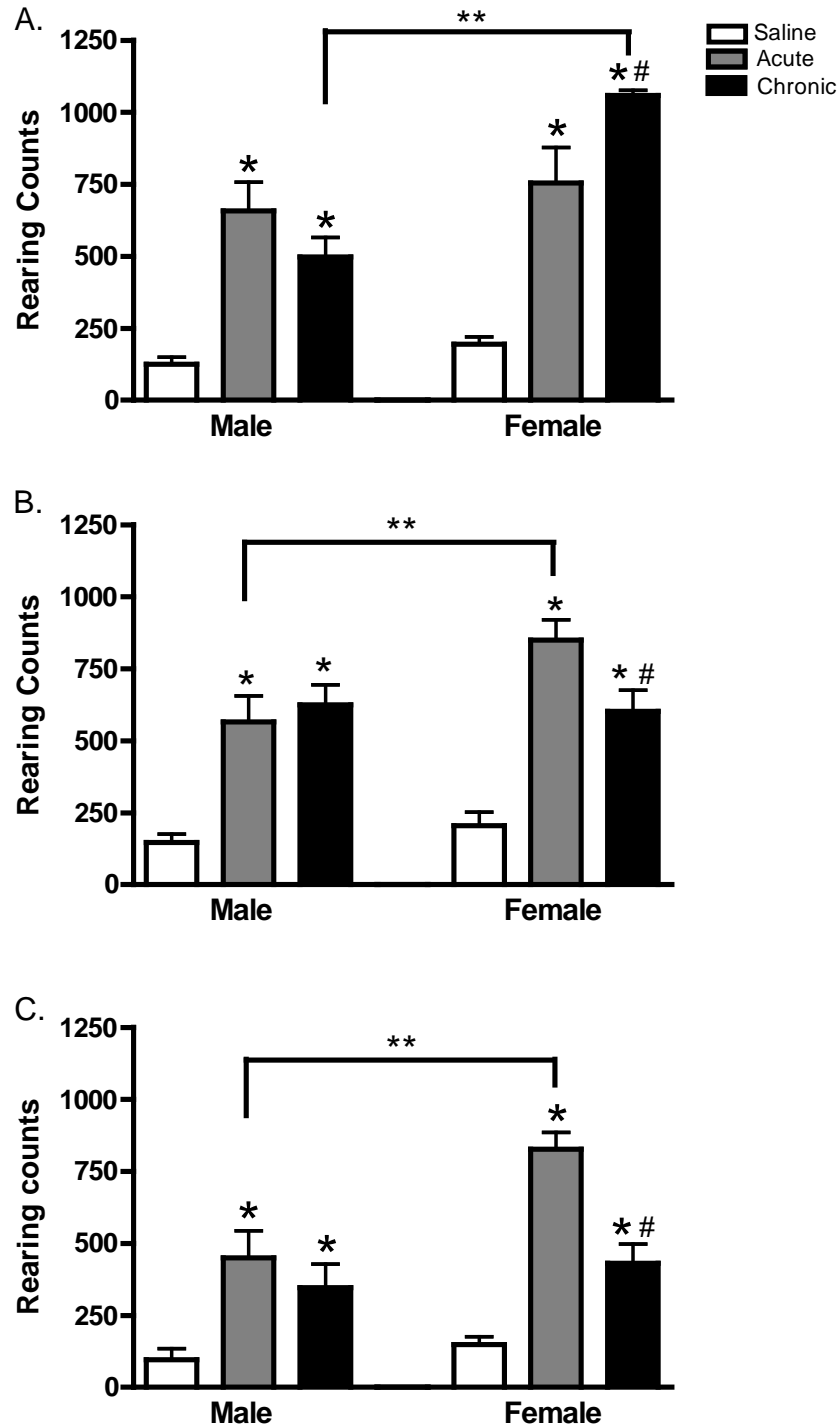 A.
Saline
Acute
Chronic
**
* #
*
*
*
Rearing Counts
1250
1000
750
500
250
0
Male
Female
B.
**
*
*
*
* #
Rearing Counts
1250
1000
750
500
250
0
Male
Female
C.
**
*
*
*
* #
Rearing counts
1250
1000
750
500
250
0
Male
Female